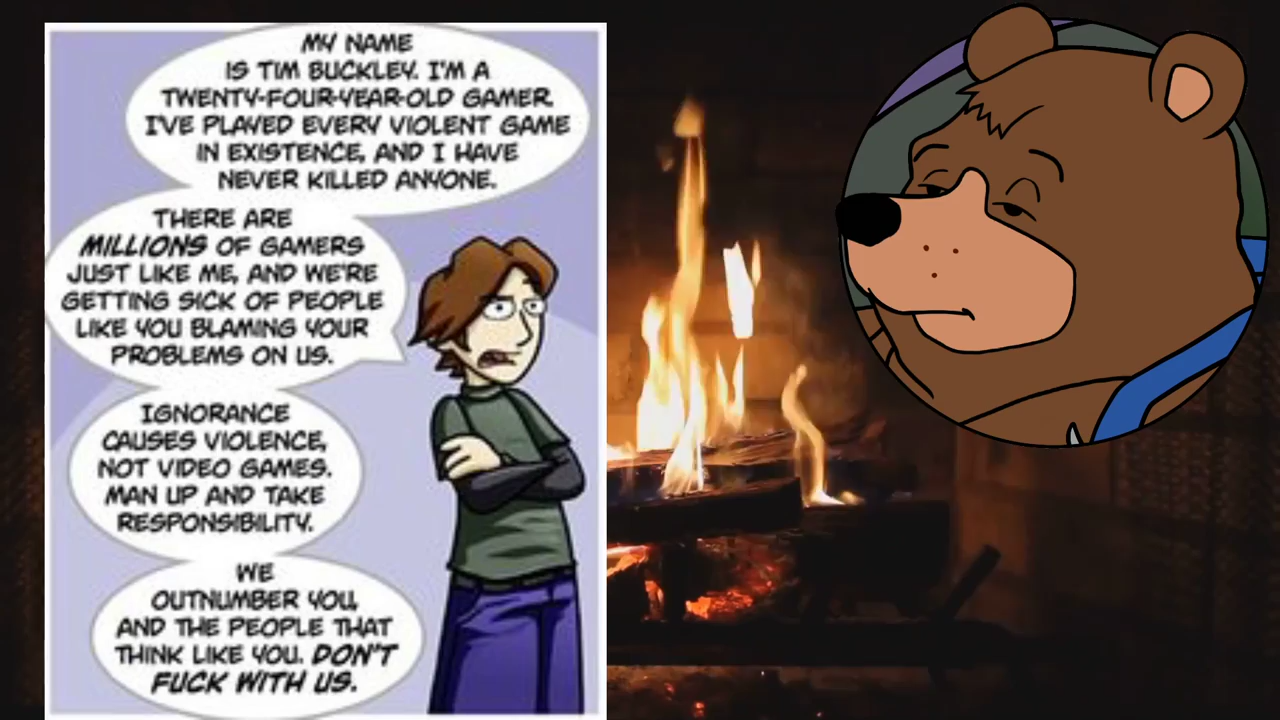 MY NAME
IS TIM BUCKLEY. I'M A
TWENTY-FOUR-YEAR-OLD GAMER.
I'VE PLAYED EVERY VIOLENT GAME
IN EXISTENCE, AND I HAVE
NEVER KILLED ANYONE.
THERE ARE
MILLIONS OF GAMERS
JUST LIKE ME, AND WE'RE
GETTING SICK OF PEOPLE
LIKE YOU BLAMING YOUR
PROBLEMS ON US.
IGNORANCE
CAUSES VIOLENCE,
NOT VIDEO GAMES.
MAN UP AND TAKE
RESPONSIBILITY.
WE
OUTNUMBER YOU,
AND THE PEOPLE THAT
THINK LIKE YOU. DON'T
FUCK WITH US.